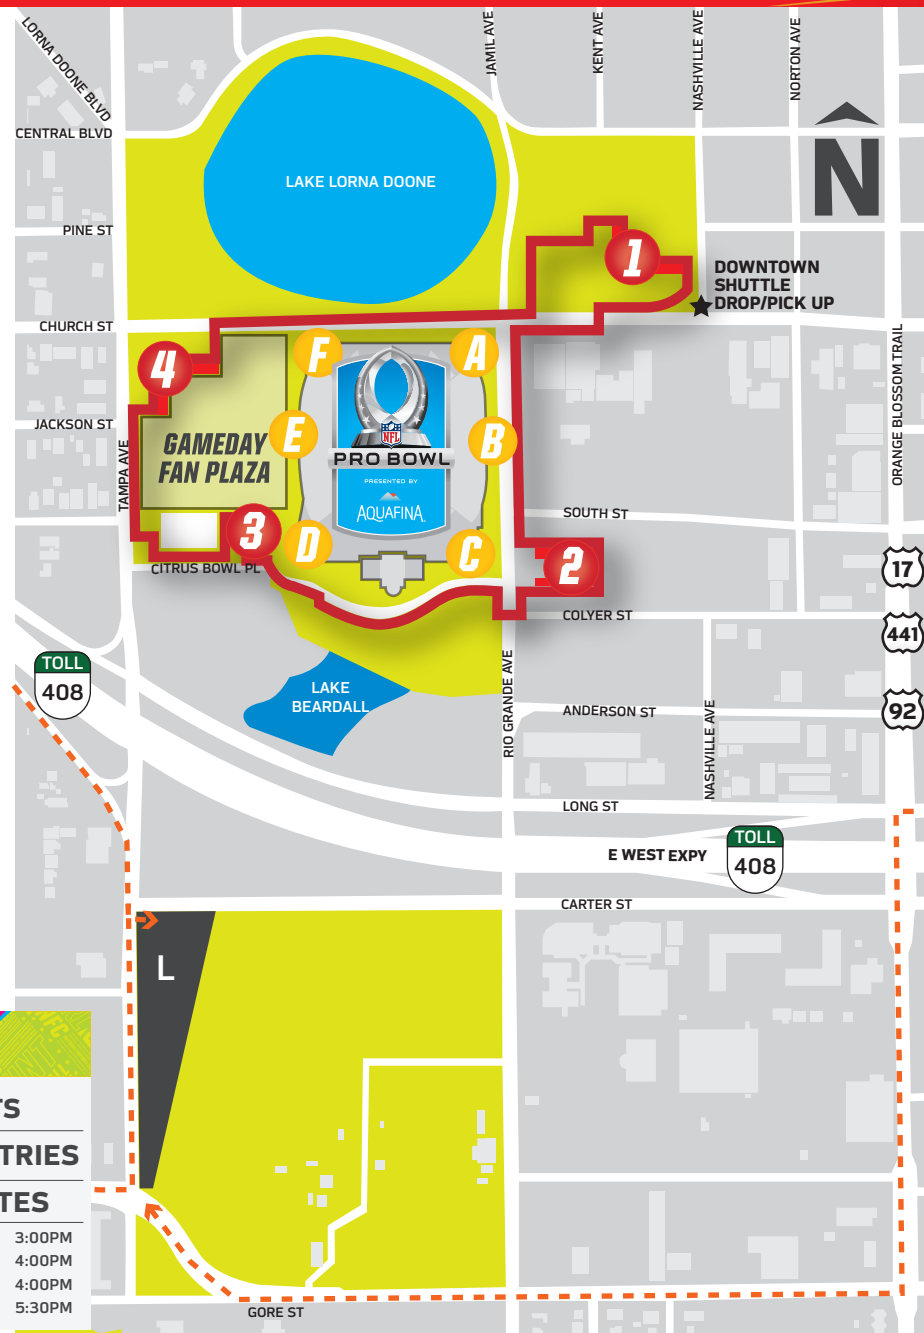 LORNA DOONE BLVD
JAMIL AVE
KENT AVE
NASHVILLE AVE
NORTON AVE
CENTRAL BLVD
N
LAKE LORNA DOONE
PINE ST
1
DOWNTOWN
SHUTTLE
DROP/PICK UP
CHURCH ST
ORANGE BLOSSOM TRAIL
4
F
A
JACKSON ST
TAMPA AVE
GAMEDAY
FAN PLAZA
E
B
NFL
PRO BOWL
PRESENTED BY
AQUAFINA
SOUTH ST
3
D
C
2
CITRUS BOWL PL
17
COLYER ST
441
TOLL
408
RIO GRANDE AVE
LAKE
BEARDALL
ANDERSON ST
NASHVILLE AVE
92
LONG ST
E WEST EXPY
TOLL
408
CARTER ST
L
TS
TRIES
TES
3:00PM
4:00PM
4:00PM
5:30PM
GORE ST